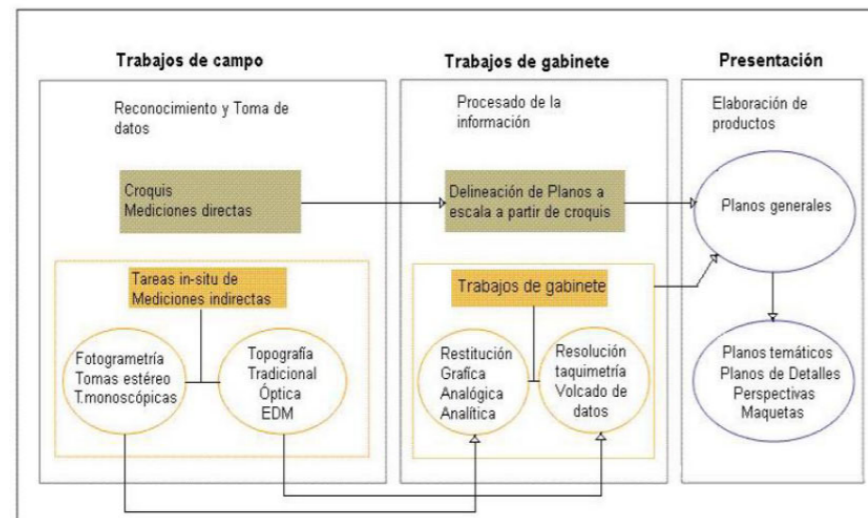 Trabajos de campo
Reconocimiento y Toma de
datos
Croquis
Mediciones directas
Tareas in-situ de
Mediciones indirectas
Fotogrametría
Tomas estéreo
T.monoscópicas
Topografía
Tradicional
Óptica
EDM
Trabajos de gabinete
Procesado de la
información
Delineación de Planos a
escala a partir de croquis
Trabajos de gabinete
Restitución
Grafíca
Analógica
Analítica
Resolución
taquimetría
Volcado de
datos
Presentación
Elaboración de
productos
Planos generales
Planos temáticos
Planos de Detalles
Perspectivas
Maquetas